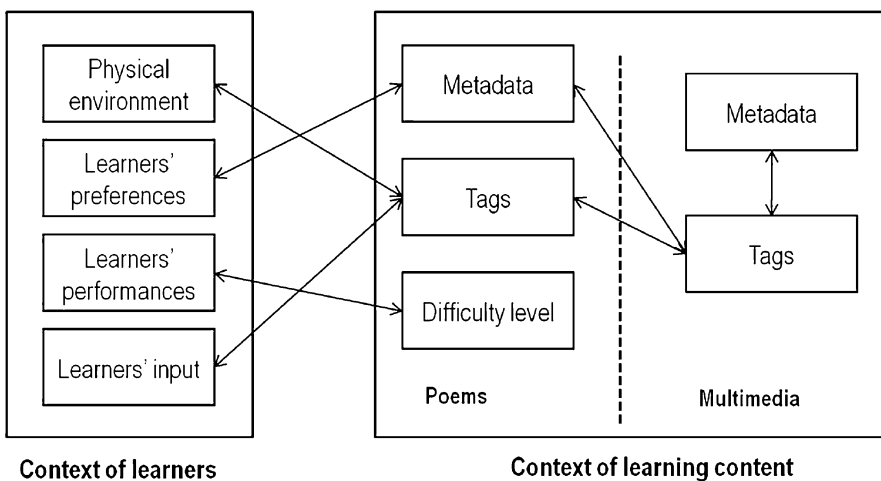 Physical
environment
Learners'
preferences
Learners'
performances
Learners' input
Context of learners
Metadata
Tags
Difficulty level
Poems
Metadata
Tags
Multimedia
Context of learning content